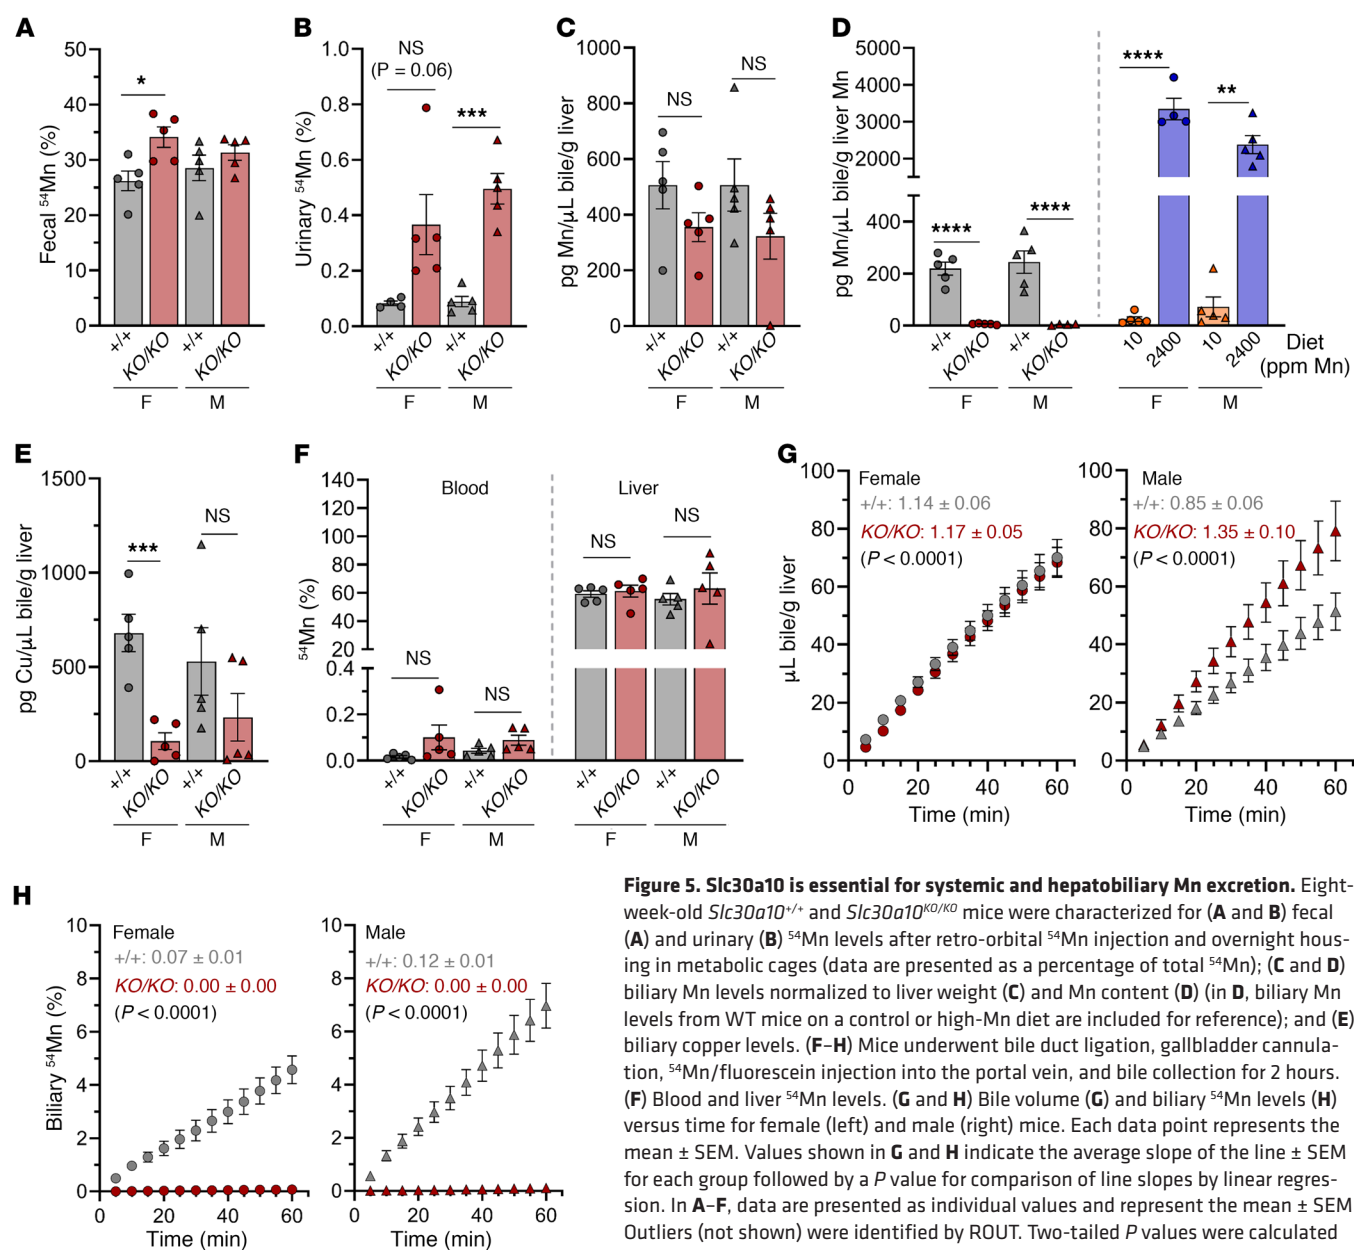 A
Fecal ⁵⁴Mn (%)
50
40
30
20
10
0
*
+/+
KO/KO
+/+
KO/KO
F
M
B
Urinary ⁵⁴Mn (%)
1.0
0.8
0.6
0.4
0.2
0.0
NS
(P = 0.06)
***
+/+
KO/KO
+/+
KO/KO
F
M
C
pg Mn/µL bile/g liver
1000
800
600
400
200
0
NS
NS
+/+
KO/KO
+/+
KO/KO
F
M
D
pg Mn/µL bile/g liver Mn
5000
4000
3000
2000
400
200
0
****
****
****
**
+/+
KO/KO
+/+
KO/KO
F
M
10
2400
10
2400
Diet
(ppm Mn)
F
M
E
pg Cu/µL bile/g liver
1500
1000
500
0
***
NS
+/+
KO/KO
+/+
KO/KO
F
M
F
⁵⁴Mn (%)
140
120
100
80
60
40
20
0.4
0.2
0.0
Blood
Liver
NS
NS
NS
NS
+/+
KO/KO
+/+
KO/KO
F
M
+/+
KO/KO
+/+
KO/KO
F
M
G
µL bile/g liver
100
80
60
40
20
0
Female
+/+: 1.14 ± 0.06
KO/KO: 1.17 ± 0.05
(P < 0.0001)
0
20
40
60
Time (min)
100
80
60
40
20
0
Male
+/+: 0.85 ± 0.06
KO/KO: 1.35 ± 0.10
(P < 0.0001)
0
20
40
60
Time (min)
H
Biliary ⁵⁴Mn (%)
10
8
6
4
2
0
Female
+/+: 0.07 ± 0.01
KO/KO: 0.00 ± 0.00
(P < 0.0001)
0
20
40
60
Time (min)
10
8
6
4
2
0
Male
+/+: 0.12 ± 0.01
KO/KO: 0.00 ± 0.00
(P < 0.0001)
0
20
40
60
Time (min)
Figure 5. Slc30a10 is essential for systemic and hepatobiliary Mn excretion. Eight-
week-old Slc30a10⁺/⁺ and Slc30a10ᴷᴼ/ᴷᴼ mice were characterized for (A and B) fecal
(A) and urinary (B) ⁵⁴Mn levels after retro-orbital ⁵⁴Mn injection and overnight hous-
ing in metabolic cages (data are presented as a percentage of total ⁵⁴Mn); (C and D)
biliary Mn levels normalized to liver weight (C) and Mn content (D) (in D, biliary Mn
levels from WT mice on a control or high-Mn diet are included for reference); and (E)
biliary copper levels. (F–H) Mice underwent bile duct ligation, gallbladder cannula-
tion, ⁵⁴Mn/fluorescein injection into the portal vein, and bile collection for 2 hours.
(F) Blood and liver ⁵⁴Mn levels. (G and H) Bile volume (G) and biliary ⁵⁴Mn levels (H)
versus time for female (left) and male (right) mice. Each data point represents the
mean ± SEM. Values shown in G and H indicate the average slope of the line ± SEM
for each group followed by a P value for comparison of line slopes by linear regres-
sion. In A–F, data are presented as individual values and represent the mean ± SEM
Outliers (not shown) were identified by ROUT. Two-tailed P values were calculated